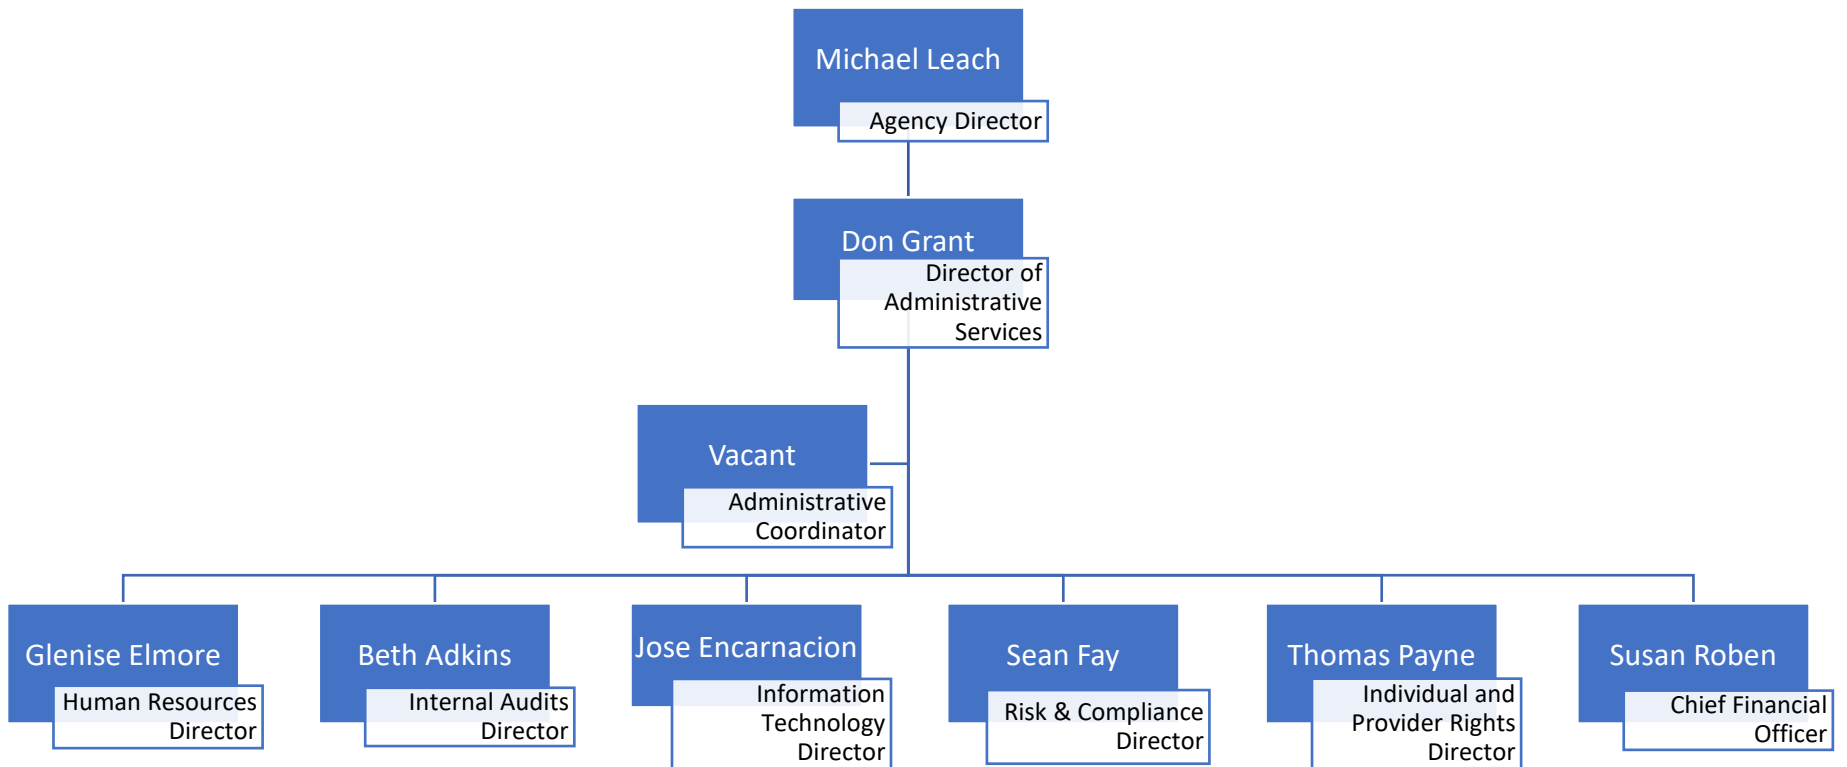 Michael Leach
Agency Director
Don Grant
Director of
Administrative
Services
Vacant
Administrative
Coordinator
Glenise Elmore
Human Resources
Director
Beth Adkins
Internal Audits
Director
Jose Encarnacion
Information
Technology
Director
Sean Fay
Risk & Compliance
Director
Thomas Payne
Individual and
Provider Rights
Director
Susan Roben
Chief Financial
Officer